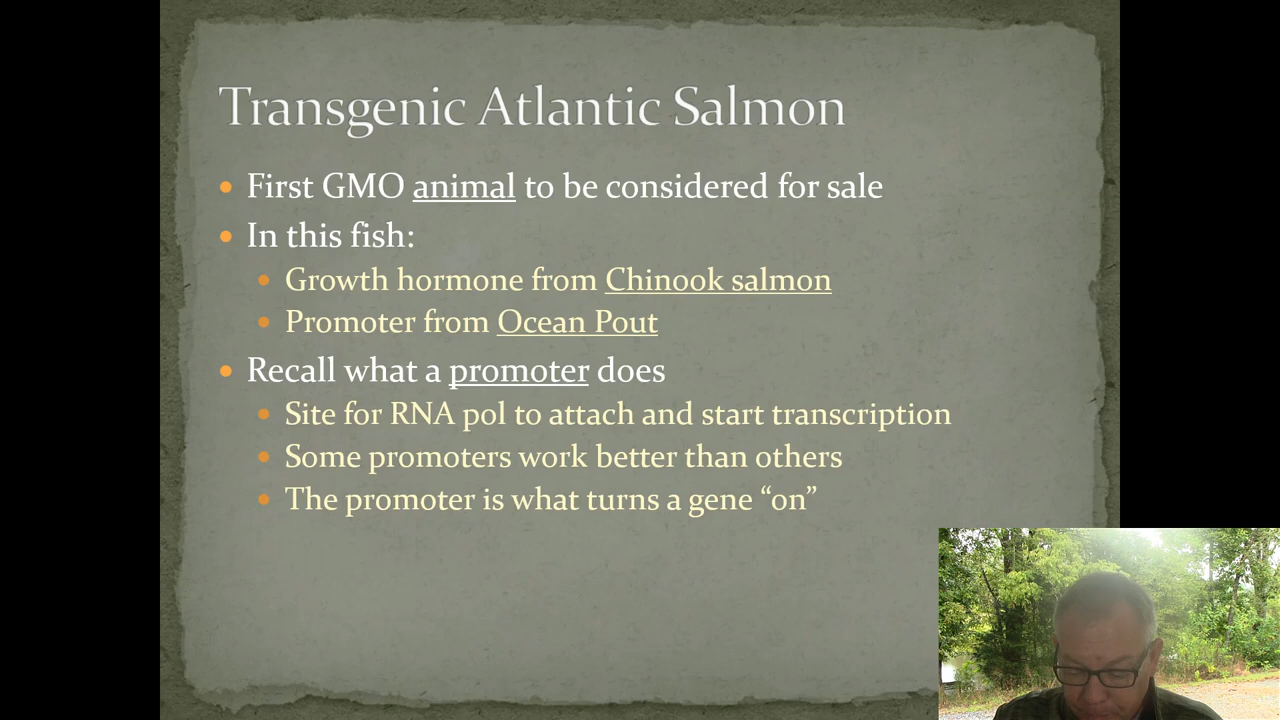 Transgenic Atlantic Salmon
First GMO animal to be considered for sale
In this fish:
Growth hormone from Chinook salmon
Promoter from Ocean Pout
Recall what a promoter does
Site for RNA pol to attach and start transcription
Some promoters work better than others
The promoter is what turns a gene “on”